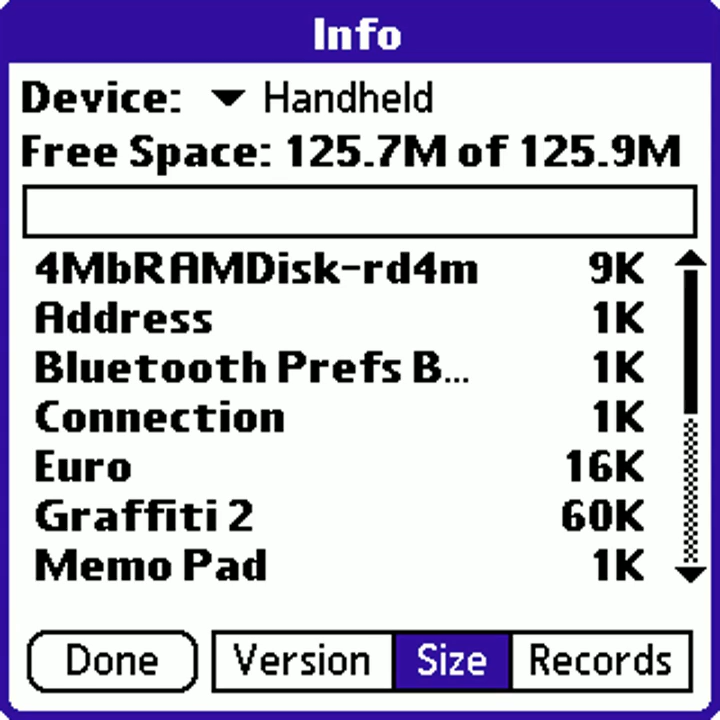 Info
Device: Handheld
Free Space: 125.7M of 125.9M
4MbRAMDisk-rd4m 9K
Address 1K
Bluetooth Prefs B... 1K
Connection 1K
Euro 16K
Graffiti 2 60K
Memo Pad 1K
Done Version Size Records